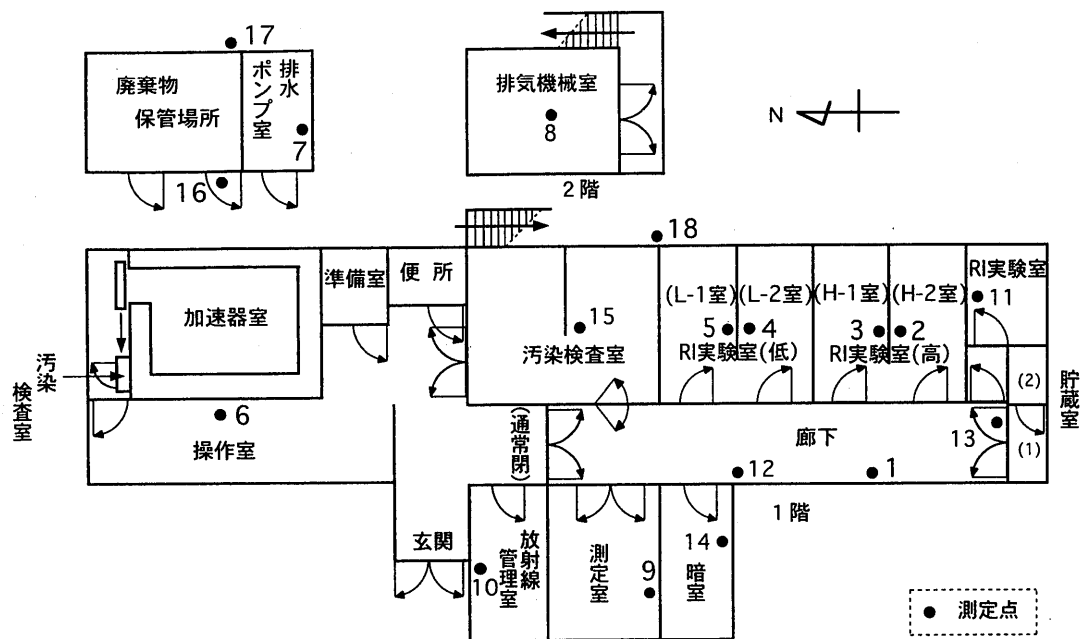 17
廃棄物
保管場所
排水
ポンプ室
7
16
排気機械室
8
2階
N
加速器室
準備室
便 所
汚染
検査室
6
操作室
18
15
汚染検査室
(L-1室)
(L-2室)
5
4
RI実験室(低)
(H-1室)
(H-2室)
3
2
RI実験室(高)
RI実験室
11
(2)
(1)
貯蔵室
13
廊下
12
1
1階
(通常閉)
玄関
放射線
管理室
10
測定室
9
14
暗室
測定点